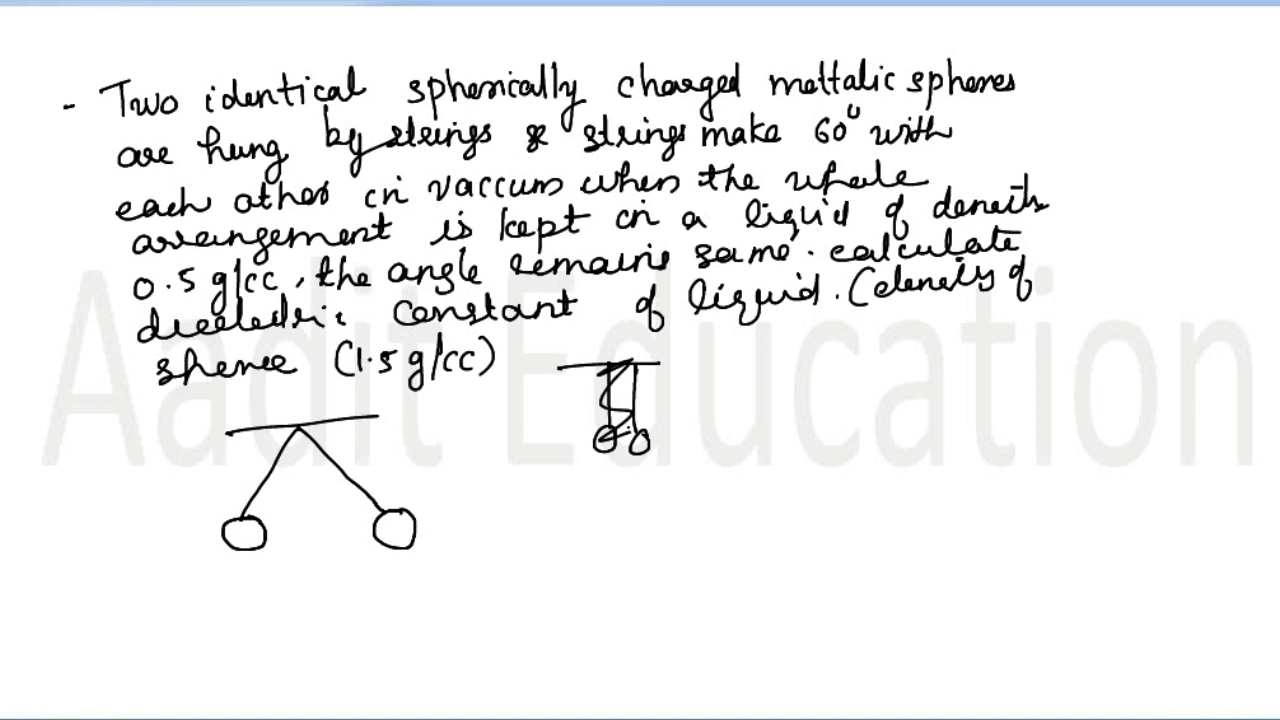 - Two identical spherically charged mettalic spheres
are hung by strings & strings make 60° with
each other in vaccum when the whole
arrangement is kept in a liquid of density
0.5 g/cc, the angle remains same. calculate
dielectric constant of liquid. (density of
shere (1.5 g/cc)
Aadit Education